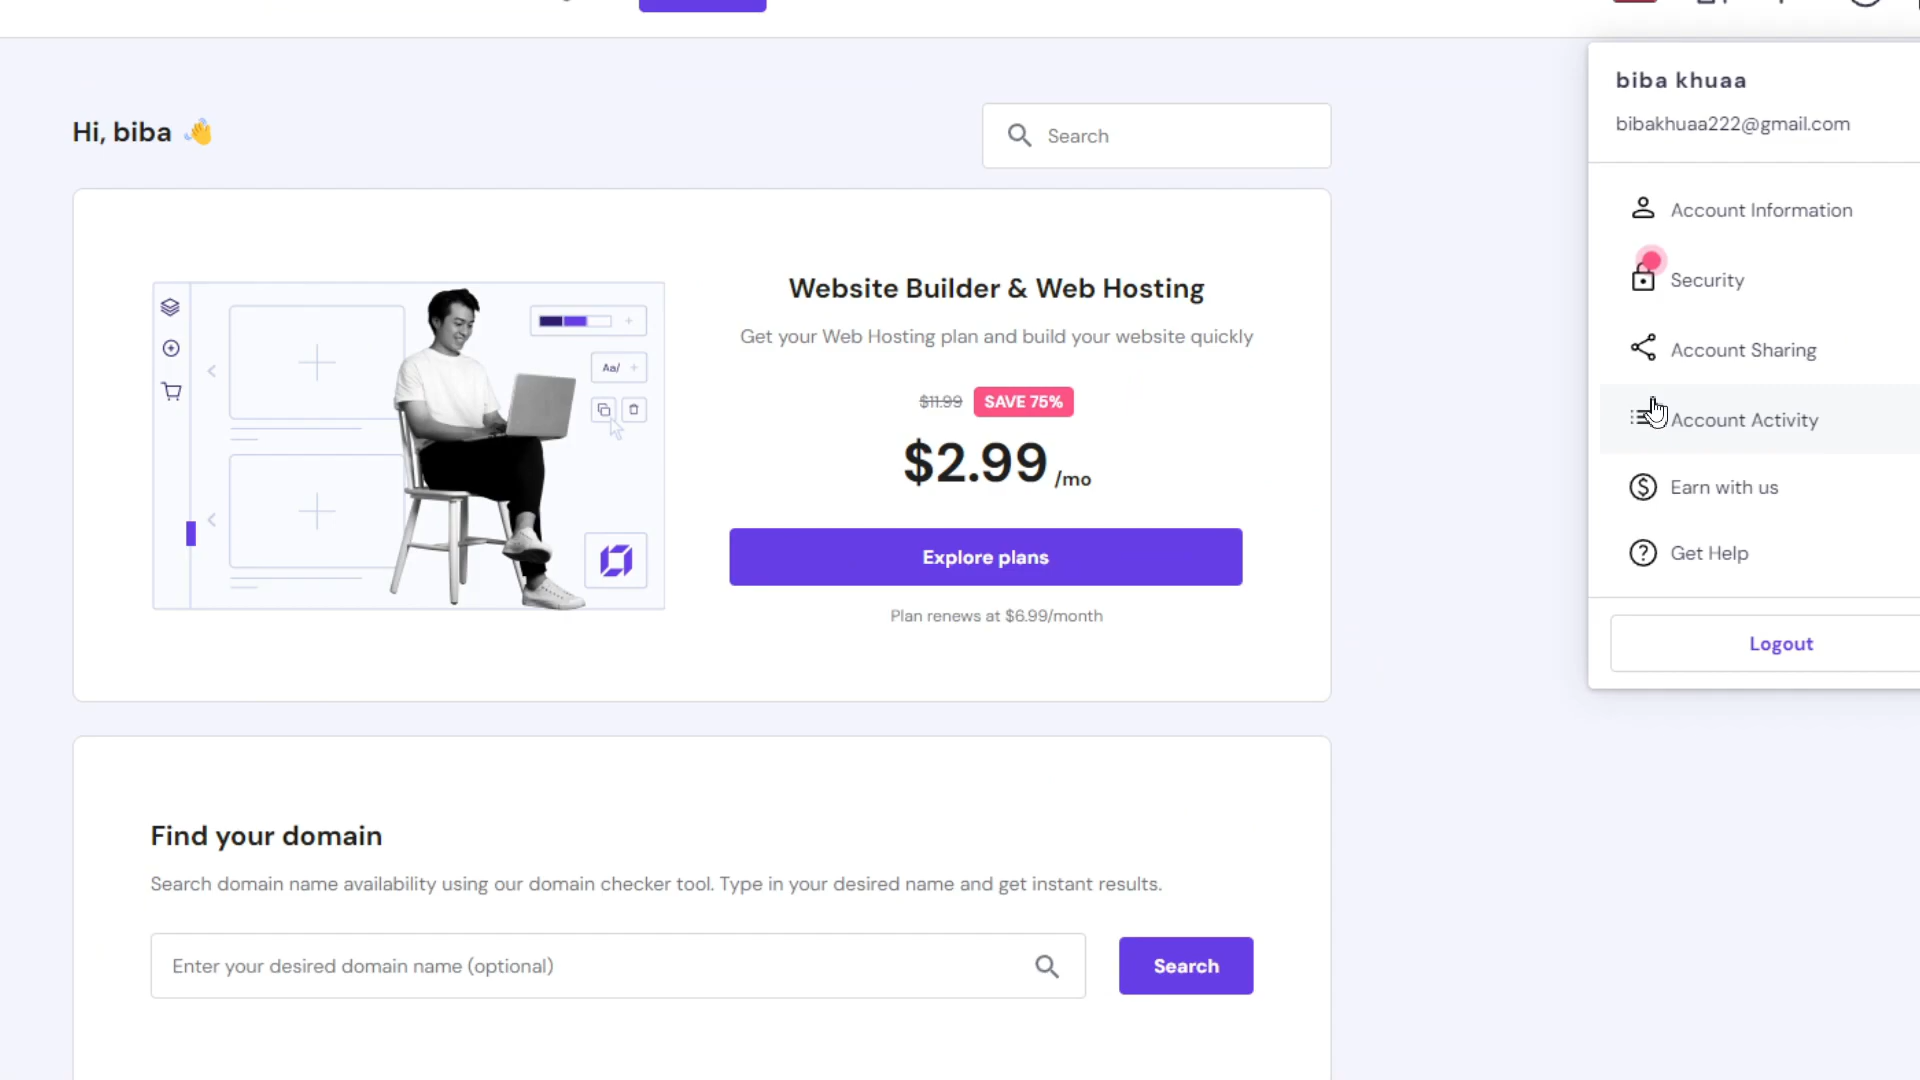 biba khuaa
bibakhuaa222@gmail.com
Hi, biba 👋
Search
Account Information
Security
Account Sharing
Account Activity
Earn with us
Get Help
Logout
Website Builder & Web Hosting
Get your Web Hosting plan and build your website quickly
$11.99 SAVE 75%
$2.99 /mo
Explore plans
Plan renews at $6.99/month
Aa/
Find your domain
Search domain name availability using our domain checker tool. Type in your desired name and get instant results.
Enter your desired domain name (optional)
Search